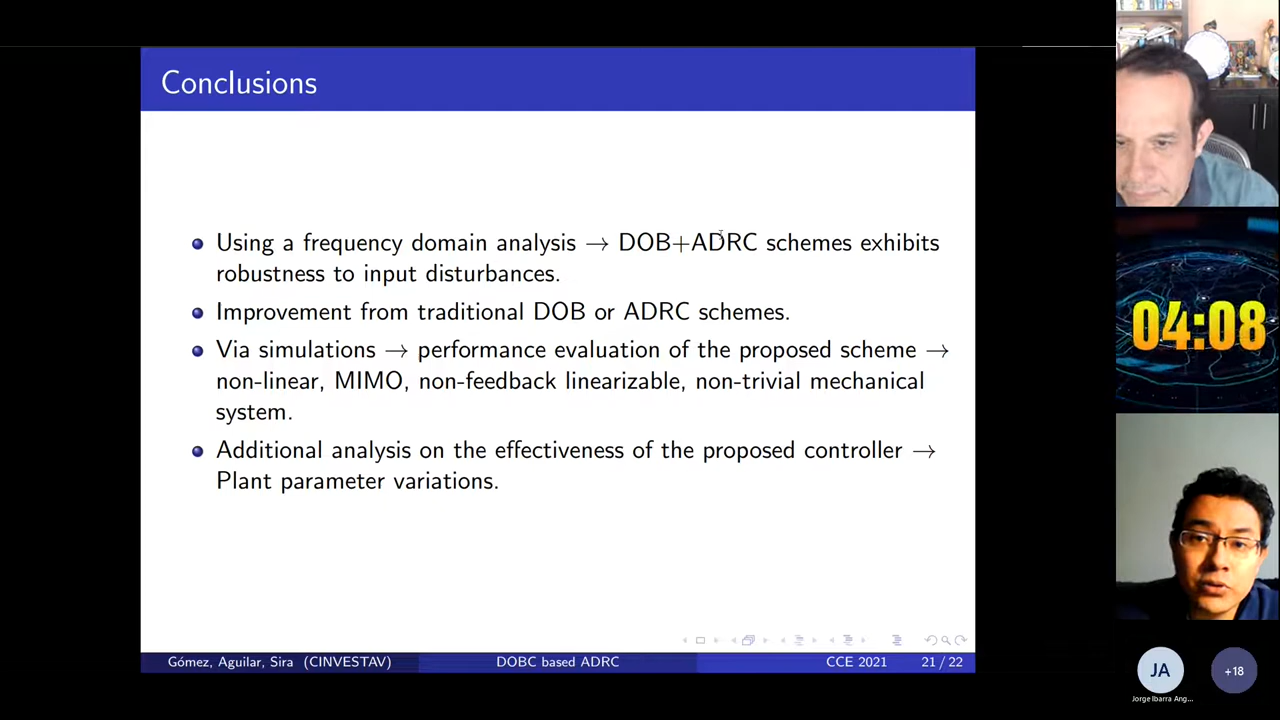 Conclusions
Using a frequency domain analysis → DOB+ADRC schemes exhibits
robustness to input disturbances.
Improvement from traditional DOB or ADRC schemes.
Via simulations → performance evaluation of the proposed scheme →
non-linear, MIMO, non-feedback linearizable, non-trivial mechanical
system.
Additional analysis on the effectiveness of the proposed controller →
Plant parameter variations.
Gómez, Aguilar, Sira (CINVESTAV)
DOBC based ADRC
CCE 2021
21 / 22
04:08
JA
Jorge Ibarra Ang...
+18